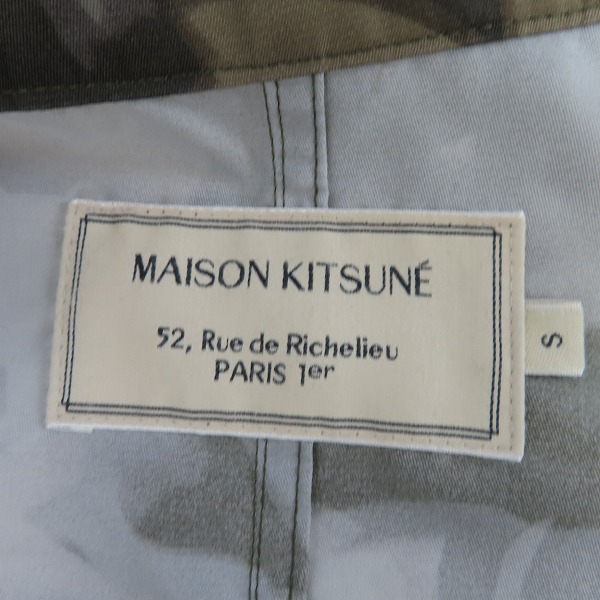 MAISON KITSUNÉ
52, Rue de Richelieu
PARIS 1er
S